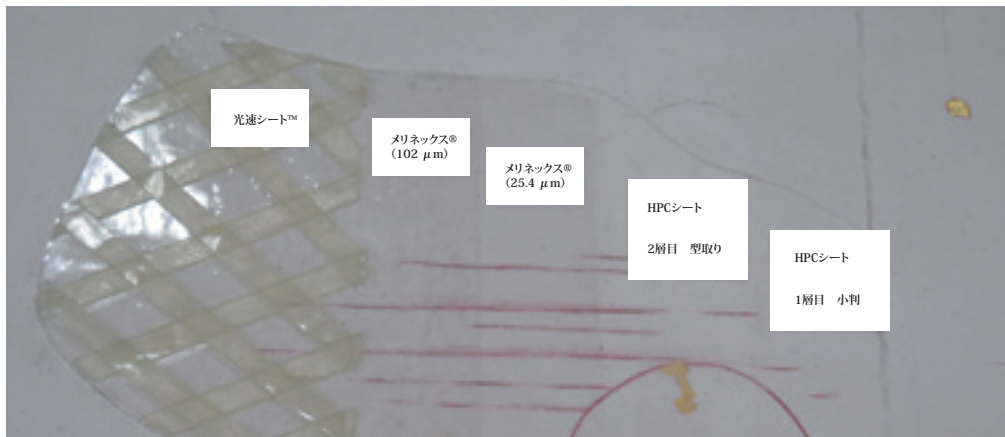 光速シート™
メリネックス®
(102 μm)
メリネックス®
(25.4 μm)
HPCシート
2層目 型取り
HPCシート
1層目 小判